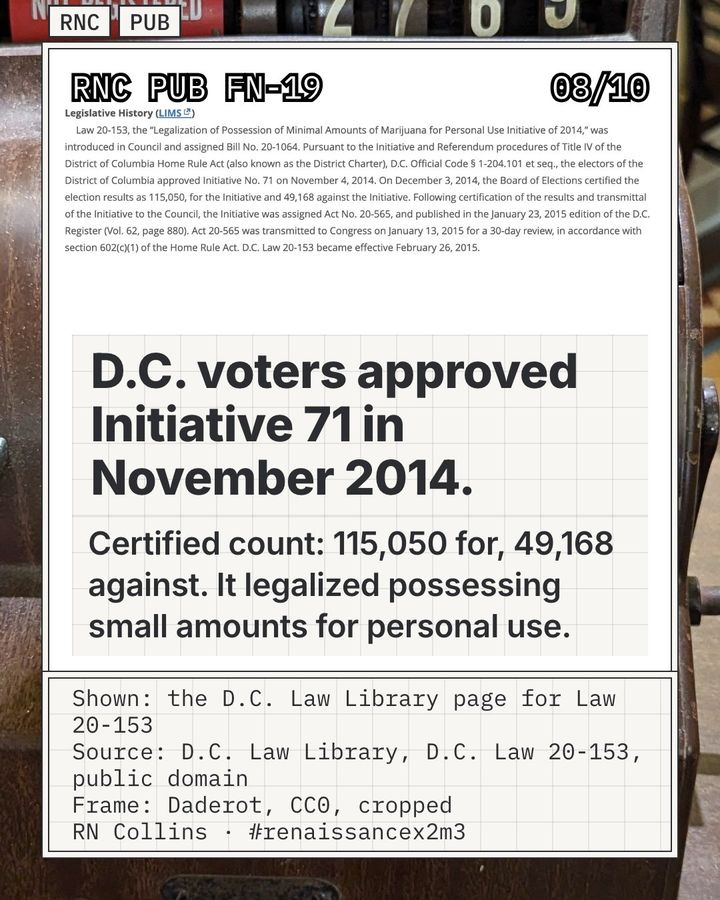 NOT REGISTERED
2 7 6 9
RNC PUB
RNC PUB FN-19 08/10
Legislative History (LIMS)
Law 20-153, the “Legalization of Possession of Minimal Amounts of Marijuana for Personal Use Initiative of 2014,” was
introduced in Council and assigned Bill No. 20-1064. Pursuant to the Initiative and Referendum procedures of Title IV of the
District of Columbia Home Rule Act (also known as the District Charter), D.C. Official Code § 1-204.101 et seq., the electors of the
District of Columbia approved Initiative No. 71 on November 4, 2014. On December 3, 2014, the Board of Elections certified the
election results as 115,050, for the Initiative and 49,168 against the Initiative. Following certification of the results and transmittal
of the Initiative to the Council, the Initiative was assigned Act No. 20-565, and published in the January 23, 2015 edition of the D.C.
Register (Vol. 62, page 880). Act 20-565 was transmitted to Congress on January 13, 2015 for a 30-day review, in accordance with
section 602(c)(1) of the Home Rule Act. D.C. Law 20-153 became effective February 26, 2015.
D.C. voters approved
Initiative 71 in
November 2014.
Certified count: 115,050 for, 49,168
against. It legalized possessing
small amounts for personal use.
Shown: the D.C. Law Library page for Law
20-153
Source: D.C. Law Library, D.C. Law 20-153,
public domain
Frame: Daderot, CC0, cropped
RN Collins · #renaissancex2m3